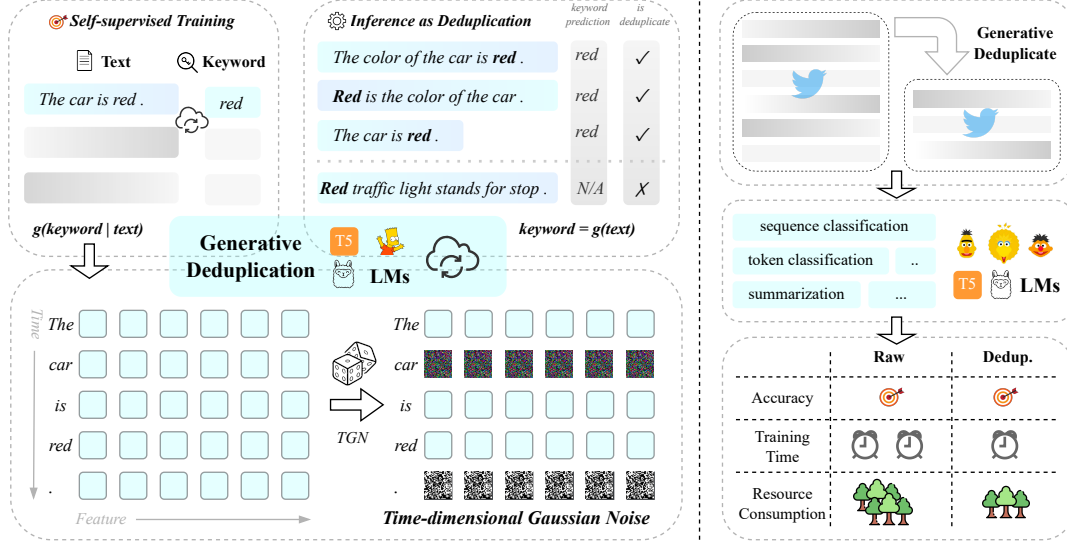 Self-supervised Training
Text
Keyword
The car is red .
red
g(keyword | text)
Inference as Deduplication
keyword
prediction
is
deduplicate
The color of the car is red .
red
✓
Red is the color of the car .
red
✓
The car is red .
red
✓
Red traffic light stands for stop .
N/A
✗
keyword = g(text)
Generative
Deduplication
T5
LMs
Time
The
car
is
red
.
Feature
TGN
The
car
is
red
.
Time-dimensional Gaussian Noise
Generative
Deduplicate
sequence classification
token classification
..
summarization
...
T5
LMs
Raw
Dedup.
Accuracy
Training
Time
Resource
Consumption